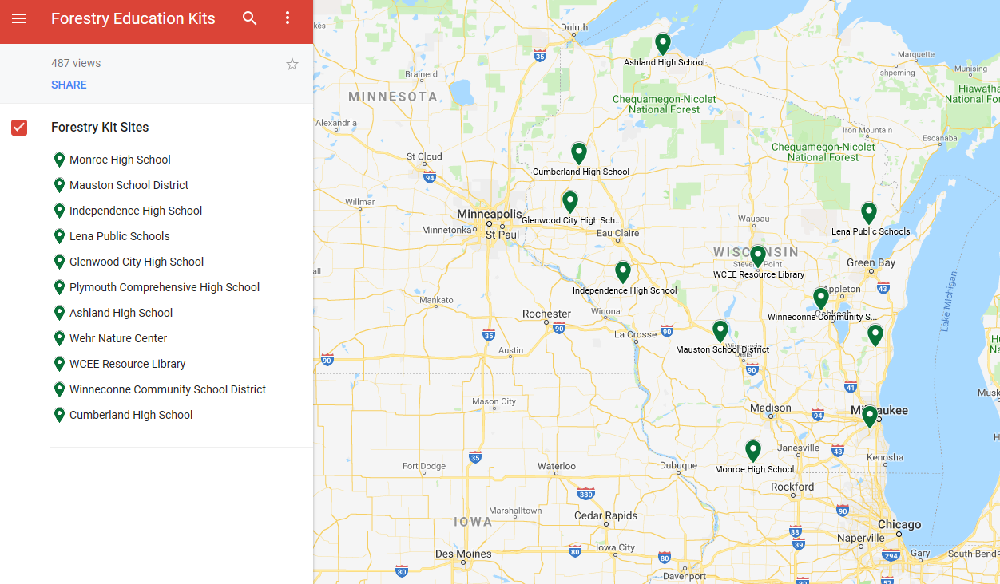 Forestry Education Kits
487 views
SHARE
Forestry Kit Sites
Monroe High School
Mauston School District
Independence High School
Lena Public Schools
Glenwood City High School
Plymouth Comprehensive High School
Ashland High School
Wehr Nature Center
WCEE Resource Library
Winneconne Community School District
Cumberland High School
Duluth
35
Ashland High School
Marquette
Ishpeming
Munising
Brainerd
MINNESOTA
Chequamegon-Nicolet
National Forest
Hiawatha
National For
Alexandria
Iron Mountain
Escanaba
Chequamegon-Nicolet
National Forest
St Cloud
94
Cumberland High School
Willmar
Minneapolis
Minnetonka
St Paul
Glenwood City High Sch...
Eau Claire
Wausau
Lena Public Schools
WISCONSIN
Stevens Point
WCEE Resource Library
Green Bay
Independence High School
Appleton
43
Lake Michigan
Mankato
Rochester
Winona
Oshkosh
Winneconne Community S...
90
35
La Crosse
90
Mauston School District
Wisconsin
Dells
Austin
90
90
41
Mason City
Madison
94
Milwaukee
Musk
35
Janesville
43
Kenosha
Fort Dodge
Waterloo
Dubuque
Monroe High School
Rockford
380
90
Marshalltown
IOWA
Cedar Rapids
Chicago
88
39
Naperville
Iowa City
80
80
294
Gary
South Bend
Des Moines
80
Davenport
80
57